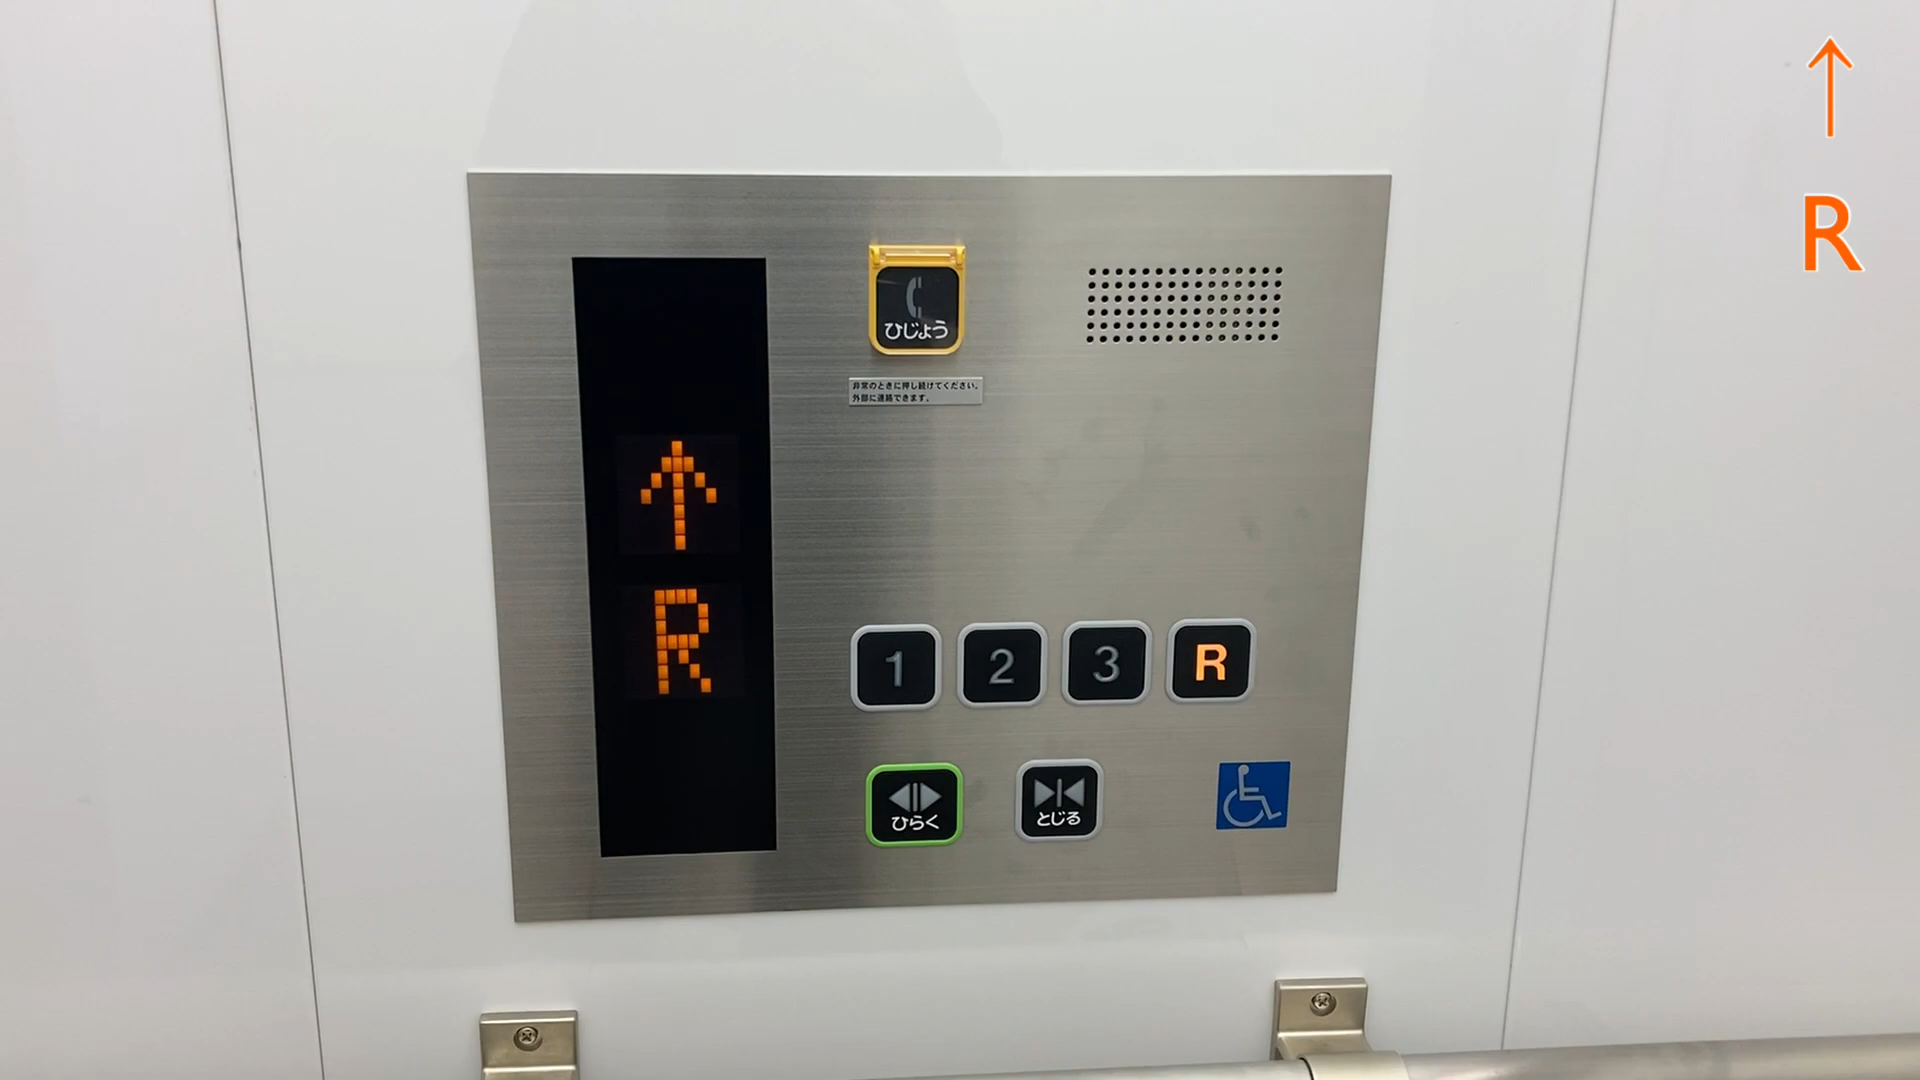 ↑
R
ひじょう
非常のときに押し続けてください。
外部に連絡できます。
↑
R
1 2 3 R
ひらく とじる